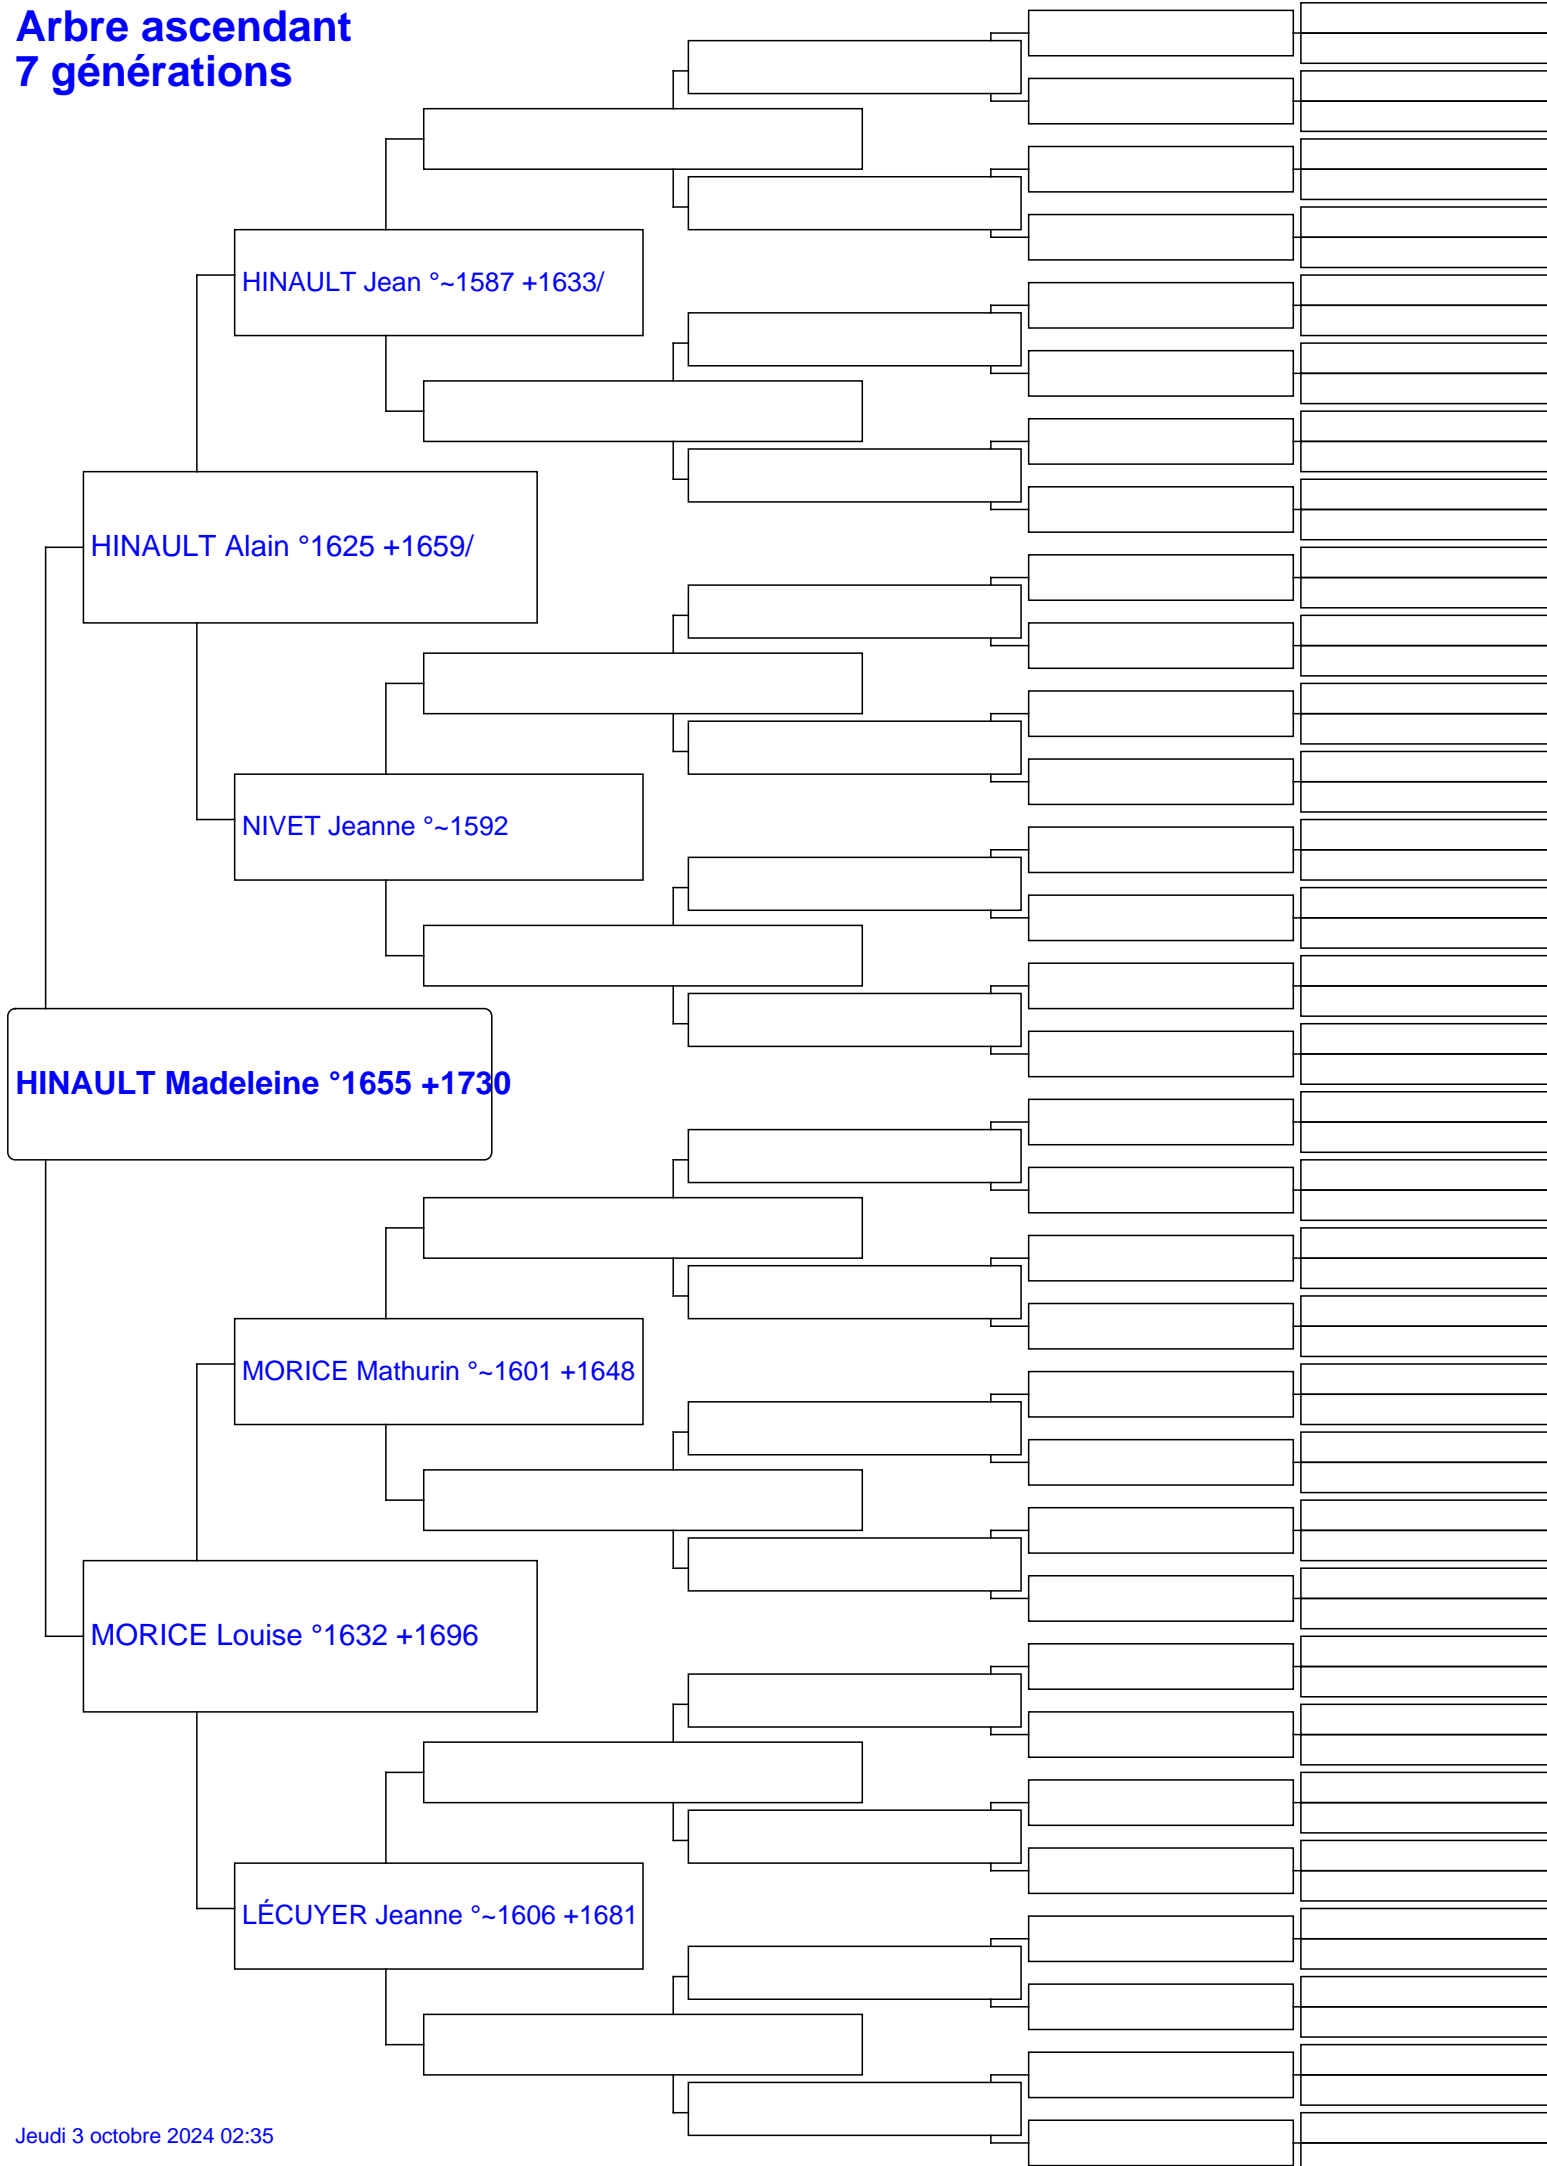 Arbre ascendant
7 générations
HINAULT Jean °~1587 +1633/
HINAULT Alain °1625 +1659/
NIVET Jeanne °~1592
HINAULT Madeleine °1655 +1730
MORICE Mathurin °~1601 +1648
MORICE Louise °1632 +1696
LÉCUYER Jeanne °~1606 +1681
Jeudi 3 octobre 2024 02:35